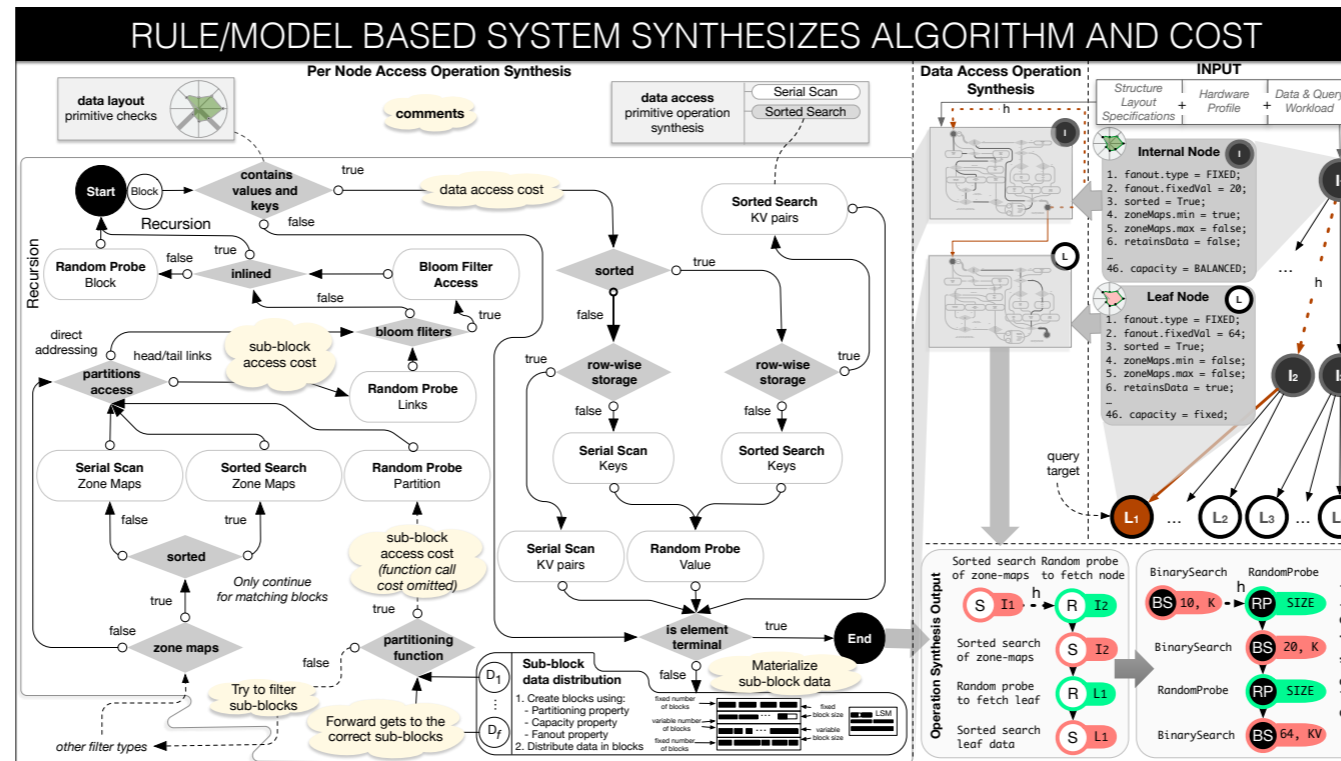 RULE/MODEL BASED SYSTEM SYNTHESIZES ALGORITHM AND COST
Per Node Access Operation Synthesis
data layout
primitive checks
comments
data access
primitive operation
synthesis
Serial Scan
Sorted Search
Start
Block
contains
values and
keys
true
false
data access cost
Recursion
Recursion
Random Probe
Block
false
true
inlined
Bloom Filter
Access
false
true
bloom fliters
direct
addressing
head/tail links
sub-block
access cost
partitions
access
Random Probe
Links
Serial Scan
Zone Maps
Sorted Search
Zone Maps
Random Probe
Partition
false
true
sorted
Only continue
for matching blocks
true
false
zone maps
sub-block
access cost
(function call
cost omitted)
true
partitioning
function
false
Try to filter
sub-blocks
other filter types
Forward gets to the
correct sub-blocks
D1
Df
Sub-block
data distribution
1. Create blocks using:
- Partitioning property
- Capacity property
- Fanout property
2. Distribute data in blocks
fixed number
of blocks
variable number
of blocks
fixed number
of blocks
fixed
block size
variable
block size
LSM
Sorted Search
KV pairs
sorted
true
false
true
row-wise
storage
false
true
row-wise
storage
false
Serial Scan
Keys
Sorted Search
Keys
Serial Scan
KV pairs
Random Probe
Value
is element
terminal
true
false
End
Materialize
sub-block data
Data Access Operation
Synthesis
h
I
L
INPUT
Structure
Layout
Specifications
+
Hardware
Profile
+
Data & Query
Workload
Internal Node
I
1. fanout.type = FIXED;
2. fanout.fixedVal = 20;
3. sorted = True;
4. zoneMaps.min = true;
5. zoneMaps.max = false;
6. retainsData = false;
…
46. capacity = BALANCED;
Leaf Node
L
1. fanout.type = FIXED;
2. fanout.fixedVal = 64;
3. sorted = True;
4. zoneMaps.min = false;
5. zoneMaps.max = false;
6. retainsData = true;
…
46. capacity = fixed;
...
h
I2
query
target
L1
...
L2
L3
...
Operation Synthesis Output
Sorted search
of zone-maps
Random probe
to fetch node
S I1
h
R I2
Sorted search
of zone-maps
S I2
Random probe
to fetch leaf
R L1
Sorted search
leaf data
S L1
BinarySearch
RandomProbe
BS 10, K
h
RP SIZE
BinarySearch
BS 20, K
RandomProbe
RP SIZE
BinarySearch
BS 64, KV